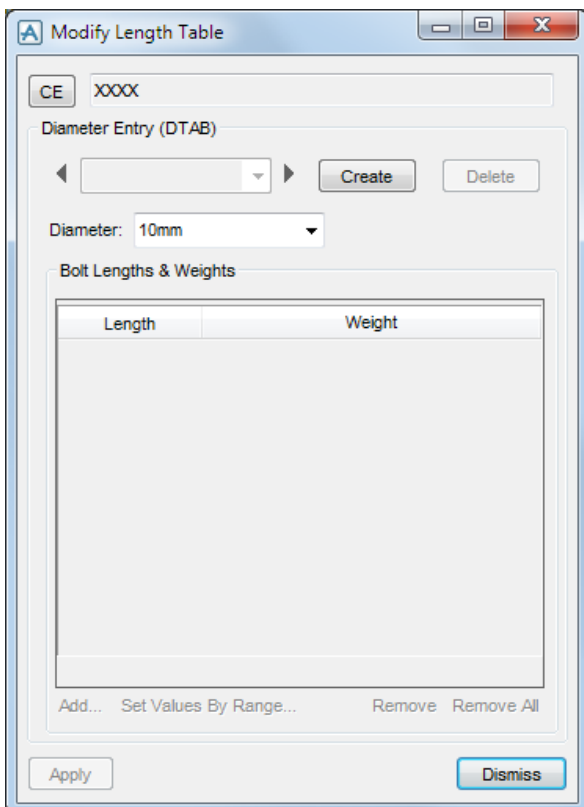 Modify Length Table
CE XXXX
Diameter Entry (DTAB)
Create Delete
Diameter: 10mm
Bolt Lengths & Weights
Length Weight
Add... Set Values By Range... Remove Remove All
Apply Dismiss